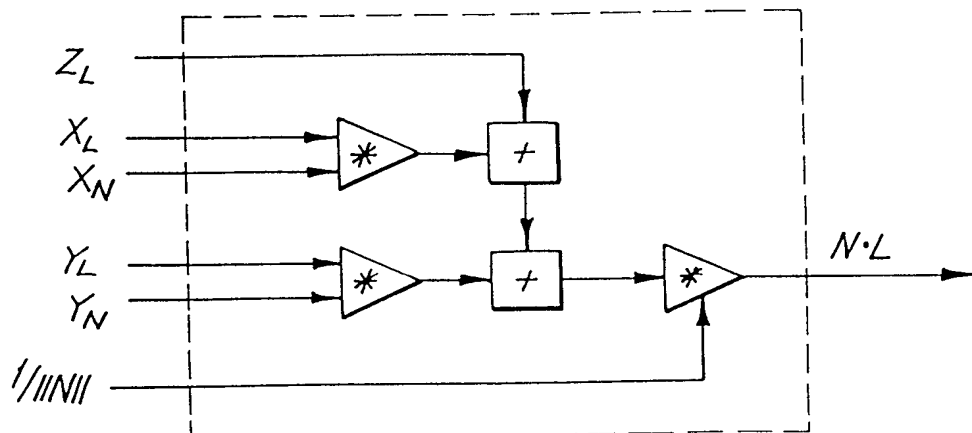 Z_L
X_L
*
+
X_N
Y_L
*
+
*
N·L
Y_N
1/||N||